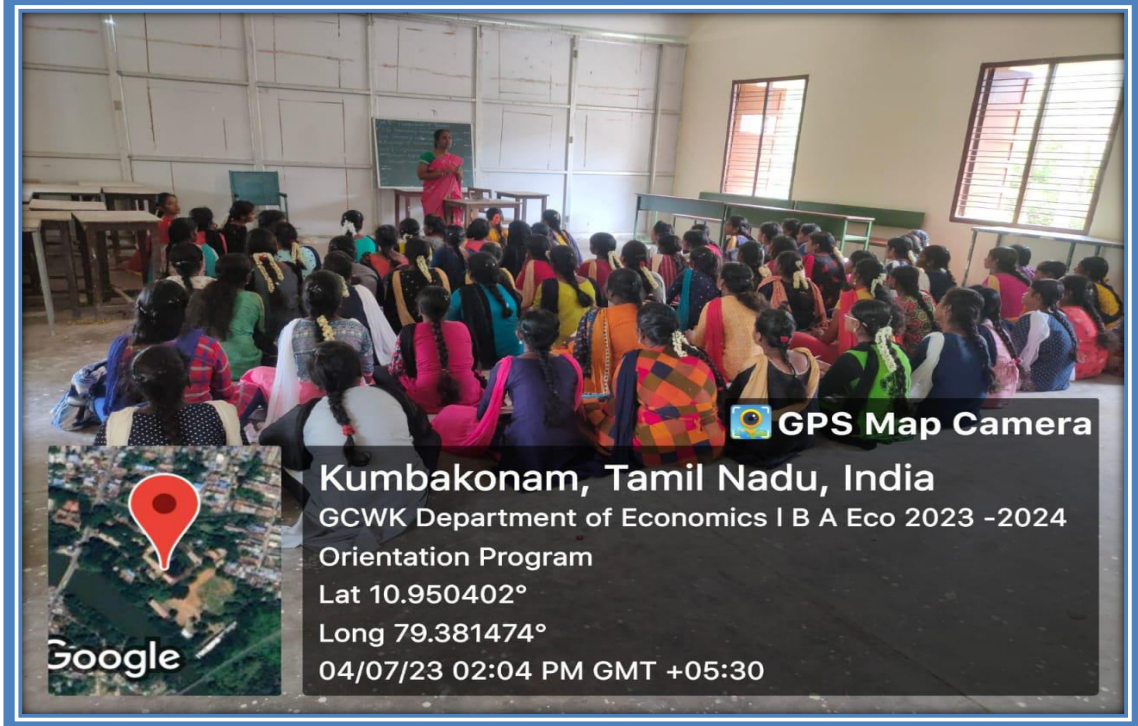 GPS Map Camera
Kumbakonam, Tamil Nadu, India
GCWK Department of Economics I B A Eco 2023 -2024
Orientation Program
Lat 10.950402°
Long 79.381474°
04/07/23 02:04 PM GMT +05:30
Google